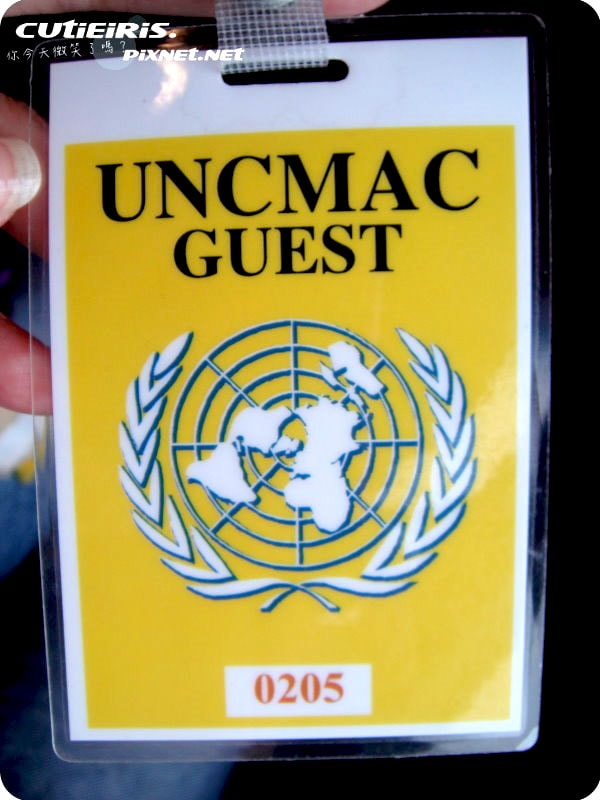 CUTiEiRiS.
你今天微笑了嗎？
PiXNET.NET
UNCMAC
GUEST
0205